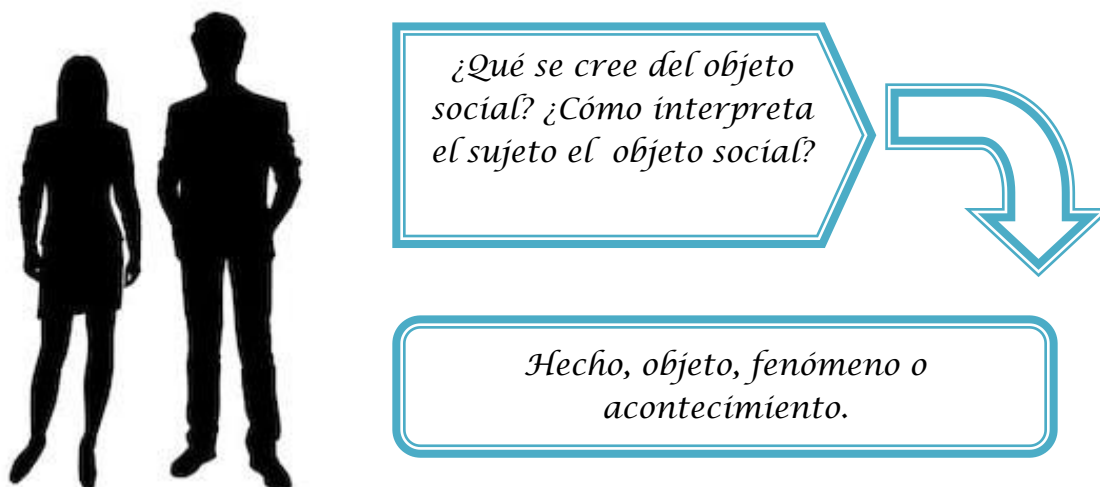 ¿Qué se cree del objeto
social? ¿Cómo interpreta
el sujeto el objeto social?
Hecho, objeto, fenómeno o
acontecimiento.